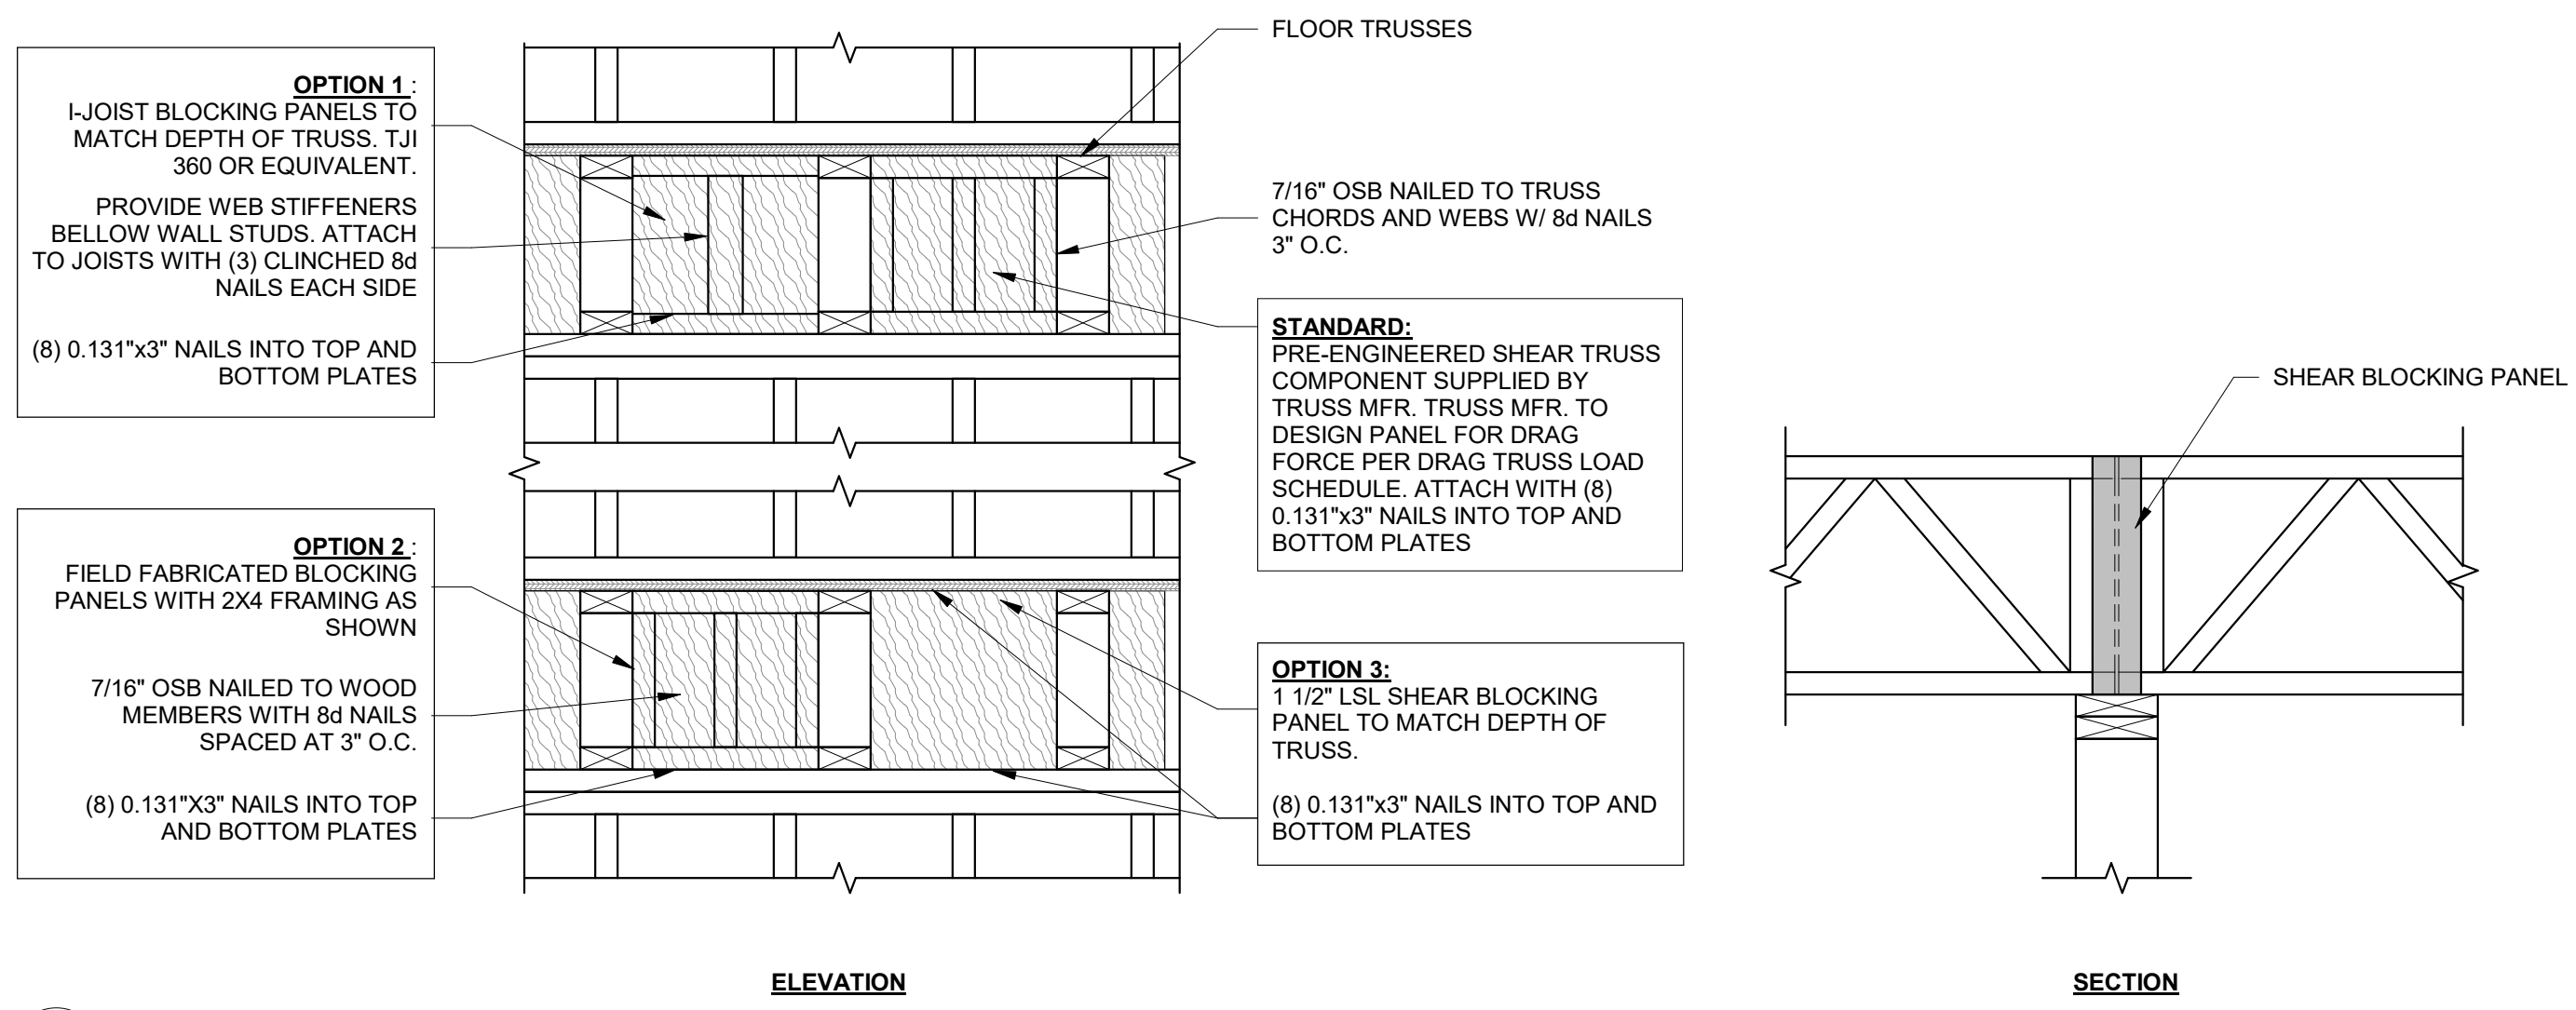 OPTION 1 :
I-JOIST BLOCKING PANELS TO
MATCH DEPTH OF TRUSS. TJI
360 OR EQUIVALENT.
PROVIDE WEB STIFFENERS
BELLOW WALL STUDS. ATTACH
TO JOISTS WITH (3) CLINCHED 8d
NAILS EACH SIDE
(8) 0.131"x3" NAILS INTO TOP AND
BOTTOM PLATES
OPTION 2 :
FIELD FABRICATED BLOCKING
PANELS WITH 2X4 FRAMING AS
SHOWN
7/16" OSB NAILED TO WOOD
MEMBERS WITH 8d NAILS
SPACED AT 3" O.C.
(8) 0.131"X3" NAILS INTO TOP
AND BOTTOM PLATES
FLOOR TRUSSES
7/16" OSB NAILED TO TRUSS
CHORDS AND WEBS W/ 8d NAILS
3" O.C.
STANDARD:
PRE-ENGINEERED SHEAR TRUSS
COMPONENT SUPPLIED BY
TRUSS MFR. TRUSS MFR. TO
DESIGN PANEL FOR DRAG
FORCE PER DRAG TRUSS LOAD
SCHEDULE. ATTACH WITH (8)
0.131"x3" NAILS INTO TOP AND
BOTTOM PLATES
OPTION 3:
1 1/2" LSL SHEAR BLOCKING
PANEL TO MATCH DEPTH OF
TRUSS.
(8) 0.131"x3" NAILS INTO TOP AND
BOTTOM PLATES
SHEAR BLOCKING PANEL
ELEVATION
SECTION